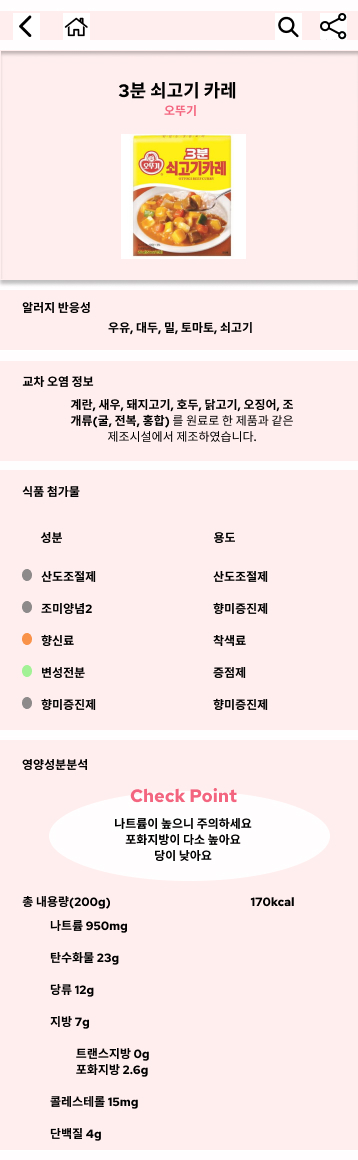 3분 쇠고기 카레
오뚜기
3분
오뚜기
쇠고기카레
알러지 반응성
우유, 대두, 밀, 토마토, 쇠고기
교차 오염 정보
계란, 새우, 돼지고기, 호두, 닭고기, 오징어, 조
개류(굴, 전복, 홍합) 를 원료로 한 제품과 같은
제조시설에서 제조하였습니다.
식품 첨가물
성분 용도
산도조절제 산도조절제
조미양념2 향미증진제
향신료 착색료
변성전분 증점제
향미증진제 향미증진제
영양성분분석
Check Point
나트륨이 높으니 주의하세요
포화지방이 다소 높아요
당이 낮아요
총 내용량(200g) 170kcal
나트륨 950mg
탄수화물 23g
당류 12g
지방 7g
트랜스지방 0g
포화지방 2.6g
콜레스테롤 15mg
단백질 4g